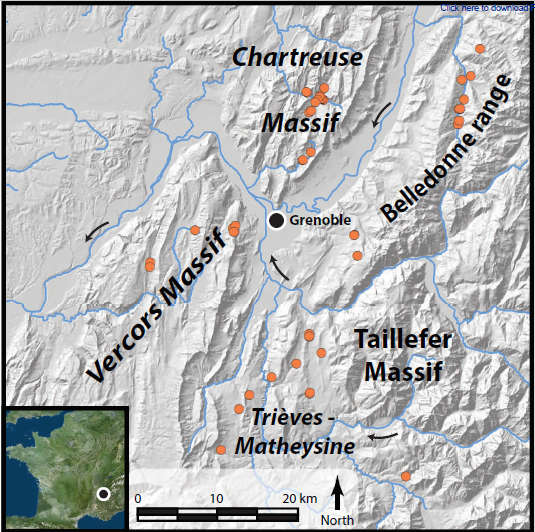 Click here to download
Chartreuse
Massif
Belledonne range
Grenoble
Vercors Massif
Taillefer
Massif
Trièves -
Matheysine
0 10 20 km
North